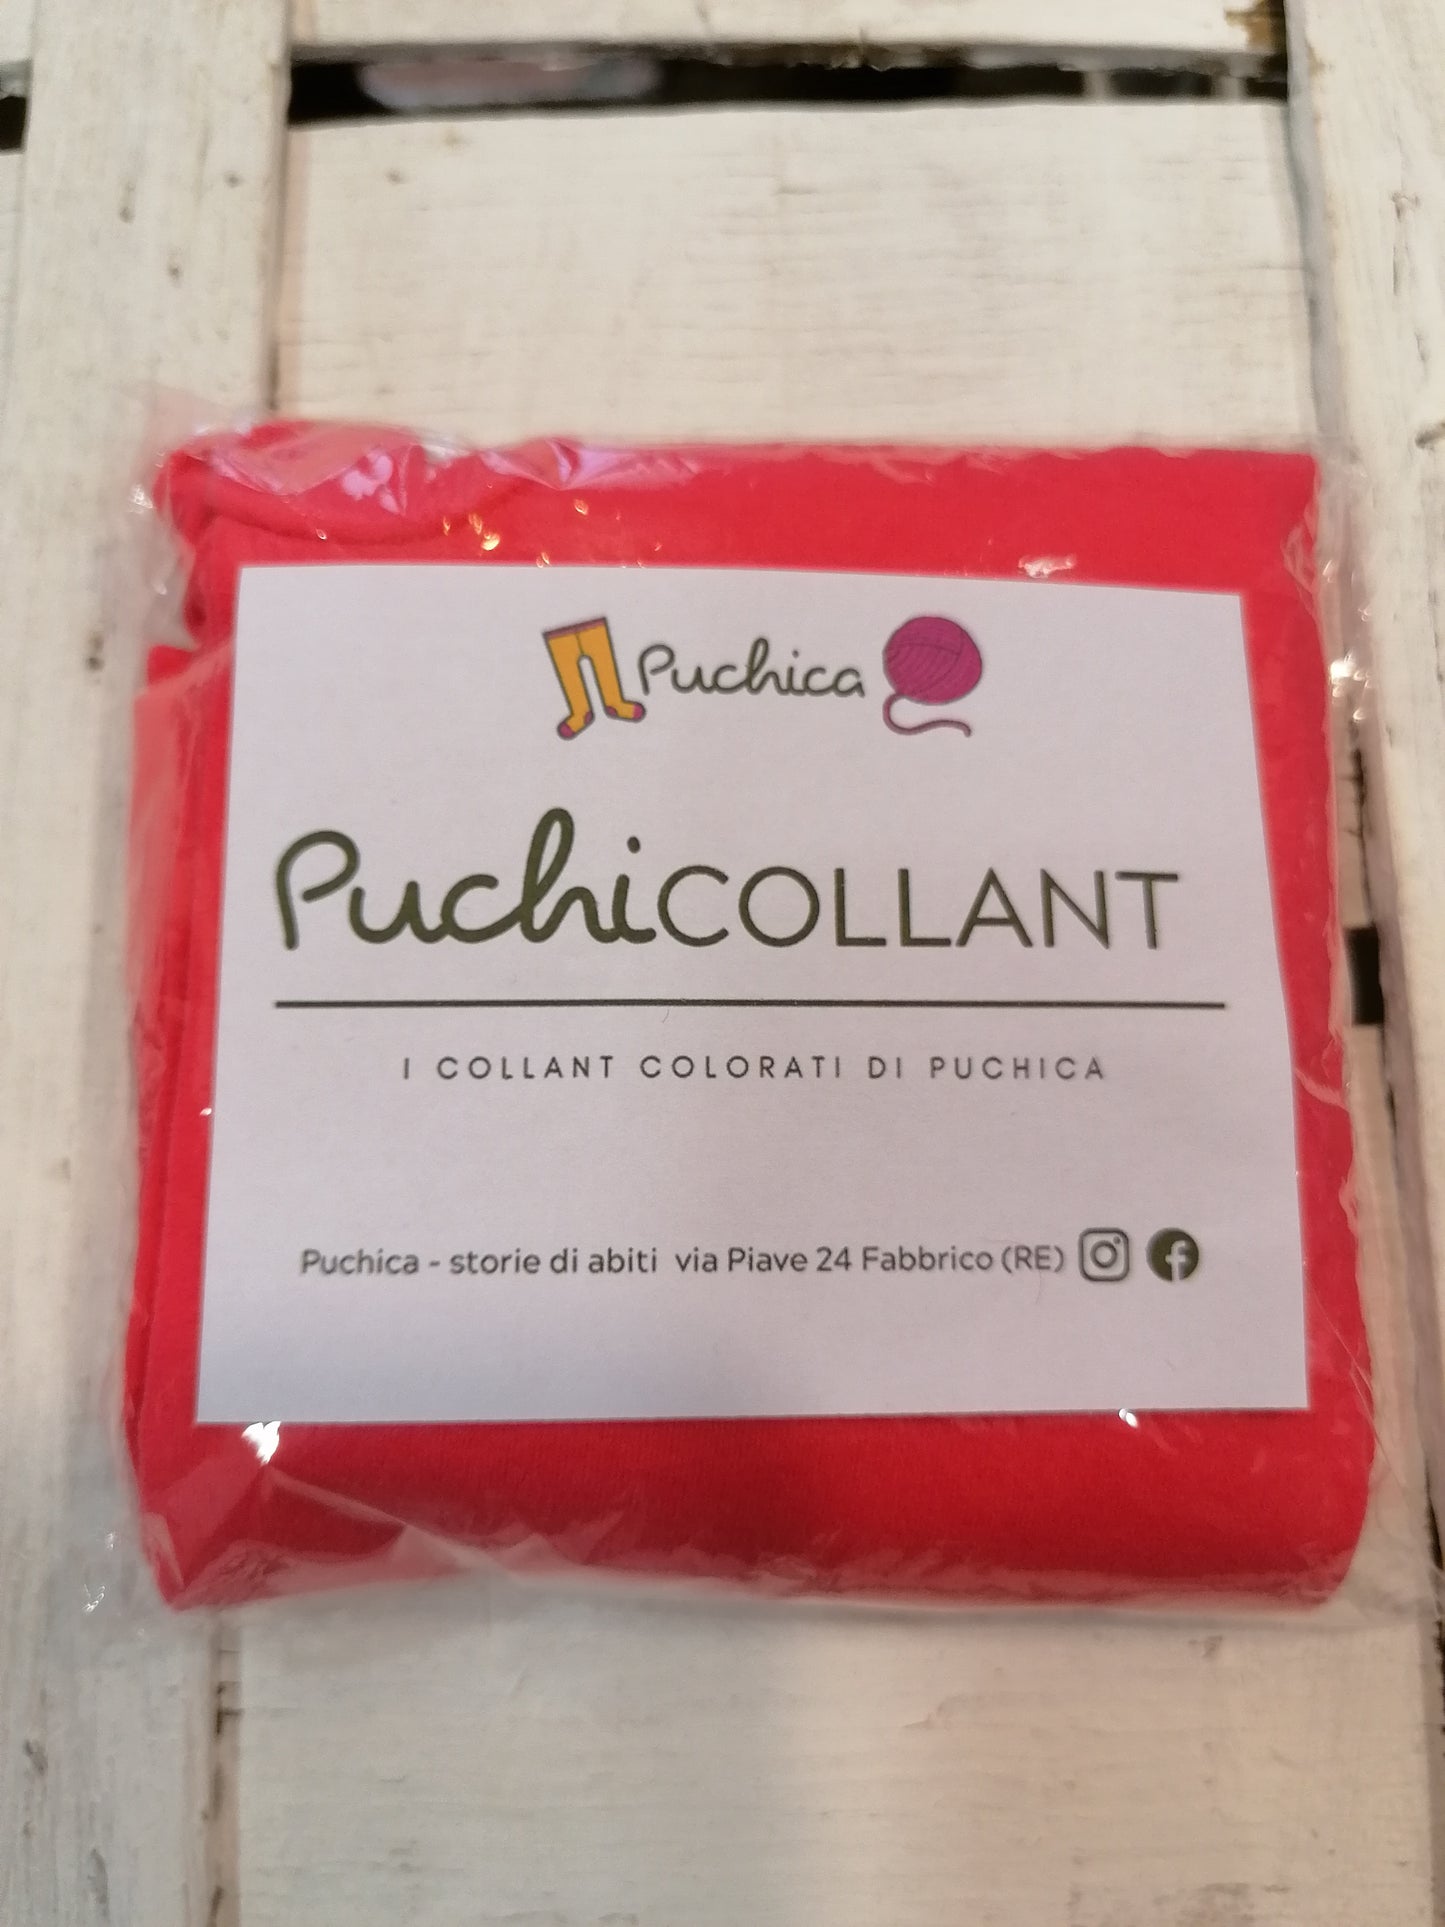 Puchica
PuchiCOLLANT
I COLLANT COLORATI DI PUCHICA
Puchica - storie di abiti via Piave 24 Fabbrico (RE)